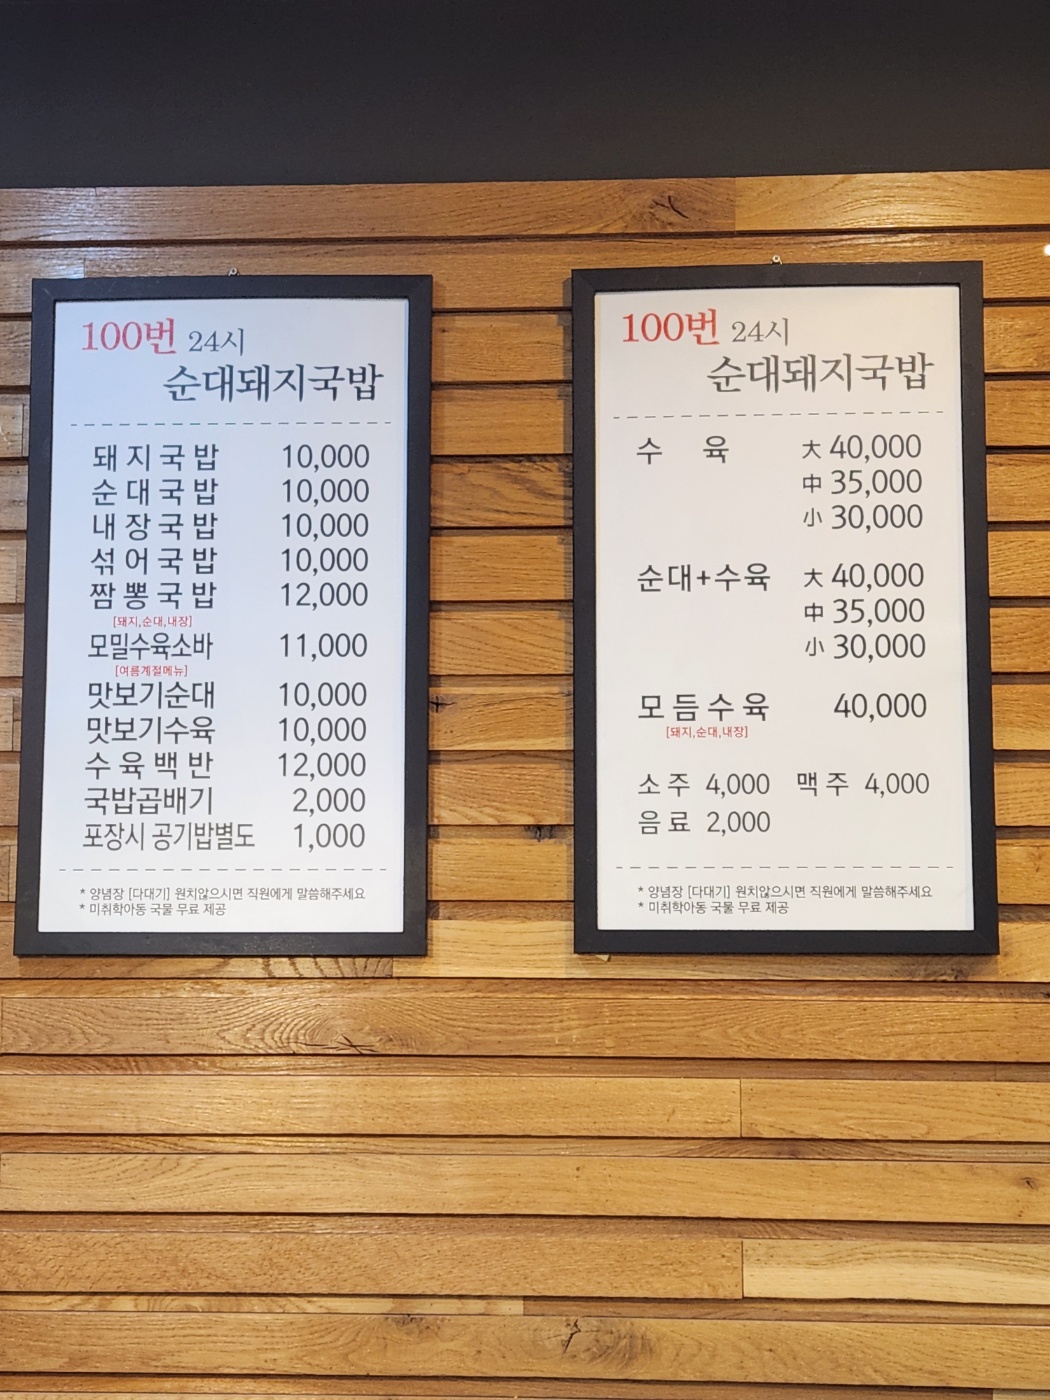 100번 24시
순대돼지국밥
돼지국밥 10,000
순대국밥 10,000
내장국밥 10,000
섞어국밥 10,000
짬뽕국밥 12,000
[돼지,순대,내장]
모밀수육소바 11,000
[여름계절메뉴]
맛보기순대 10,000
맛보기수육 10,000
수육백반 12,000
국밥곱배기 2,000
포장시 공기밥별도 1,000
* 양념장 [다대기] 원치않으시면 직원에게 말씀해주세요
* 미취학아동 국물 무료 제공
100번 24시
순대돼지국밥
수 육 大 40,000
中 35,000
小 30,000
순대+수육 大 40,000
中 35,000
小 30,000
모듬수육 40,000
[돼지,순대,내장]
소주 4,000 맥주 4,000
음료 2,000
* 양념장 [다대기] 원치않으시면 직원에게 말씀해주세요
* 미취학아동 국물 무료 제공